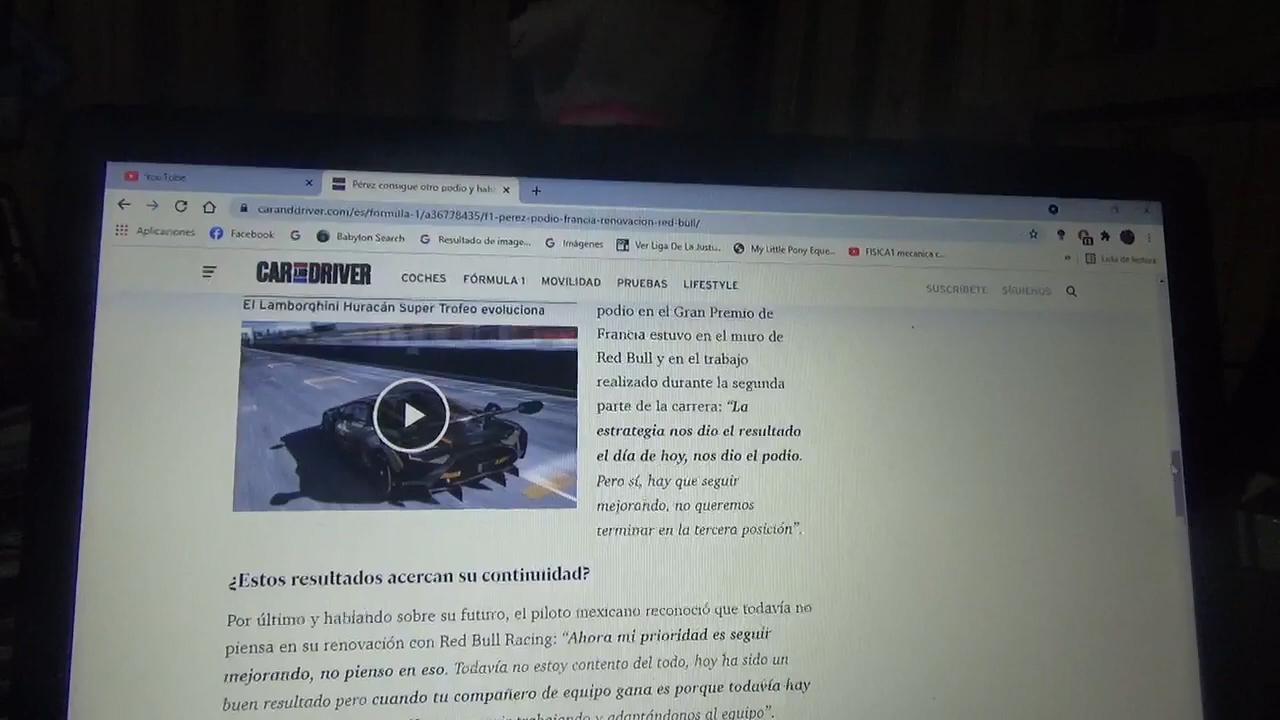 YouTube
Pérez consigue otro podio y hab
caranddriver.com/es/formula-1/a36778435/f1-perez-podio-francia-renovacion-red-bull/
Aplicaciones
Facebook
Babylon Search
Resultado de image...
Imágenes
Ver Liga De La Justi...
My Little Pony Eque...
FISICA1 mecanica c...
»
Lista de lectura
CAR AND DRIVER
COCHES
FÓRMULA 1
MOVILIDAD
PRUEBAS
LIFESTYLE
SUSCRÍBETE
SÍGUENOS
El Lamborghini Huracán Super Trofeo evoluciona
podio en el Gran Premio de
Francia estuvo en el muro de
Red Bull y en el trabajo
realizado durante la segunda
parte de la carrera: “La
estrategia nos dio el resultado
el día de hoy, nos dio el podio.
Pero sí, hay que seguir
mejorando, no queremos
terminar en la tercera posición”.
¿Estos resultados acercan su continuidad?
Por último y hablando sobre su futuro, el piloto mexicano reconoció que todavía no
piensa en su renovación con Red Bull Racing: “Ahora mi prioridad es seguir
mejorando, no pienso en eso. Todavía no estoy contento del todo, hoy ha sido un
buen resultado pero cuando tu compañero de equipo gana es porque todavía hay
trabajando y adaptándonos al equipo”.